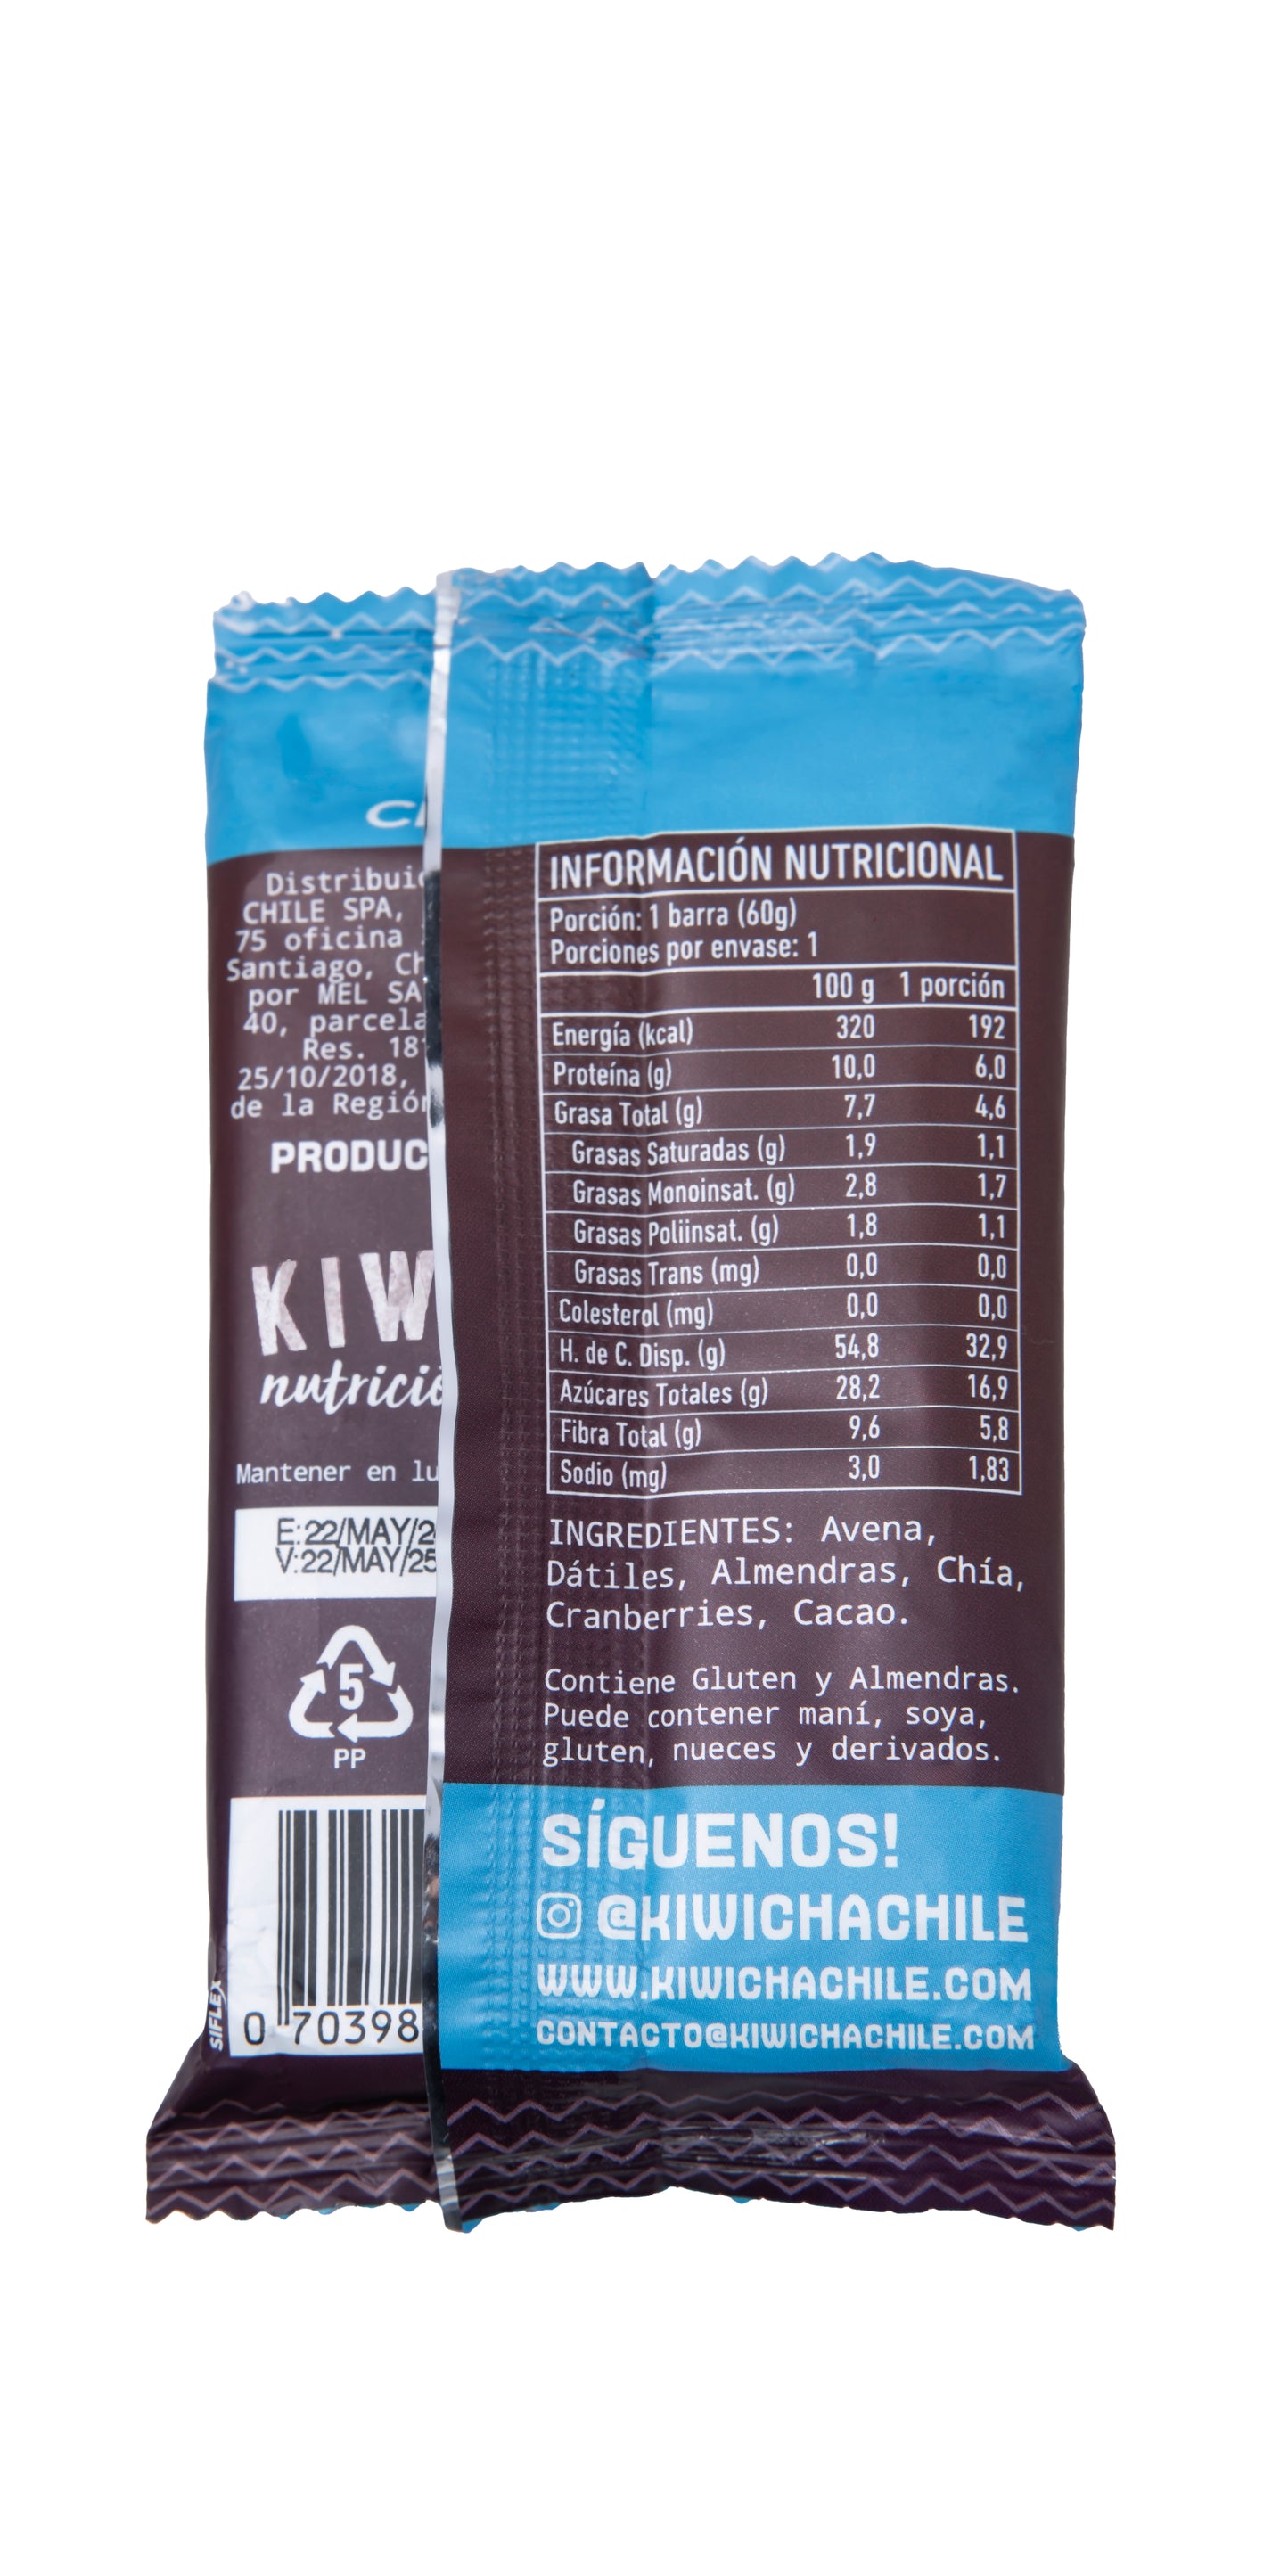 Distribui
CHILE SPA,
75 oficina
Santiago, Ch
por MEL SA
40, parcela
Res. 18
25/10/2018,
de la Región
PRODUC
KIW
nutrició
Mantener en lu
E:22/MAY/2
V:22/MAY/25
5
PP
0 70398
SIFLEX
INFORMACIÓN NUTRICIONAL
Porción: 1 barra (60g)
Porciones por envase: 1
100 g 1 porción
Energía (kcal) 320 192
Proteína (g) 10,0 6,0
Grasa Total (g) 7,7 4,6
Grasas Saturadas (g) 1,9 1,1
Grasas Monoinsat. (g) 2,8 1,7
Grasas Poliinsat. (g) 1,8 1,1
Grasas Trans (mg) 0,0 0,0
Colesterol (mg) 0,0 0,0
H. de C. Disp. (g) 54,8 32,9
Azúcares Totales (g) 28,2 16,9
Fibra Total (g) 9,6 5,8
Sodio (mg) 3,0 1,83
INGREDIENTES: Avena,
Dátiles, Almendras, Chía,
Cranberries, Cacao.
Contiene Gluten y Almendras.
Puede contener maní, soya,
gluten, nueces y derivados.
SÍGUENOS!
@KIWICHACHILE
WWW.KIWICHACHILE.COM
CONTACTO@KIWICHACHILE.COM